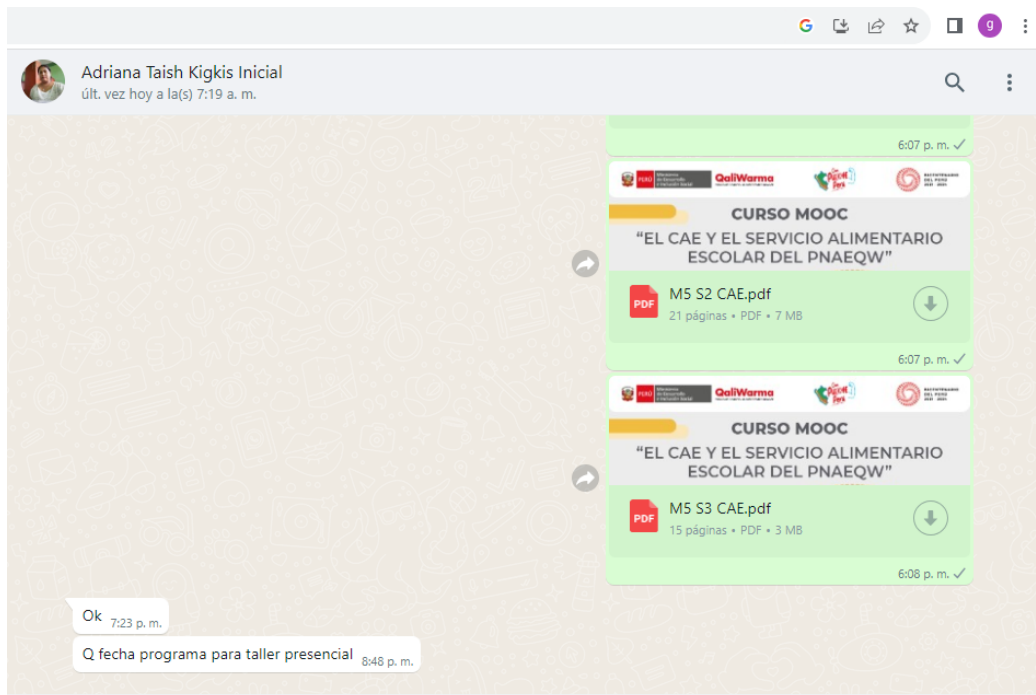 g
Adriana Taish Kigkis Inicial
últ. vez hoy a la(s) 7:19 a. m.
6:07 p. m.
PERÚ QaliWarma
CURSO MOOC
“EL CAE Y EL SERVICIO ALIMENTARIO
ESCOLAR DEL PNAEQW”
PDF
M5 S2 CAE.pdf
21 páginas • PDF • 7 MB
6:07 p. m.
PERÚ QaliWarma
CURSO MOOC
“EL CAE Y EL SERVICIO ALIMENTARIO
ESCOLAR DEL PNAEQW”
PDF
M5 S3 CAE.pdf
15 páginas • PDF • 3 MB
6:08 p. m.
Ok 7:23 p. m.
Q fecha programa para taller presencial 8:48 p. m.